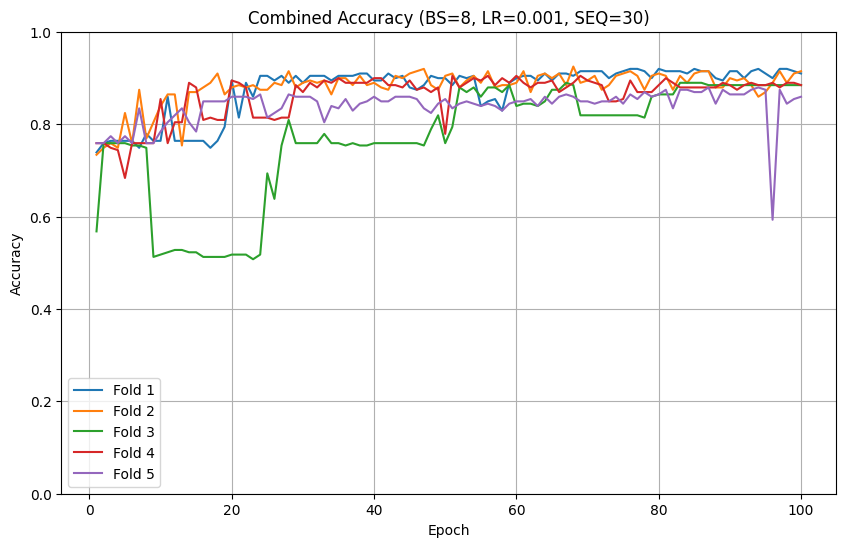 Combined Accuracy (BS=8, LR=0.001, SEQ=30)
1.0
0.8
0.6
0.4
0.2
0.0
Accuracy
Fold 1
Fold 2
Fold 3
Fold 4
Fold 5
0 20 40 60 80 100
Epoch